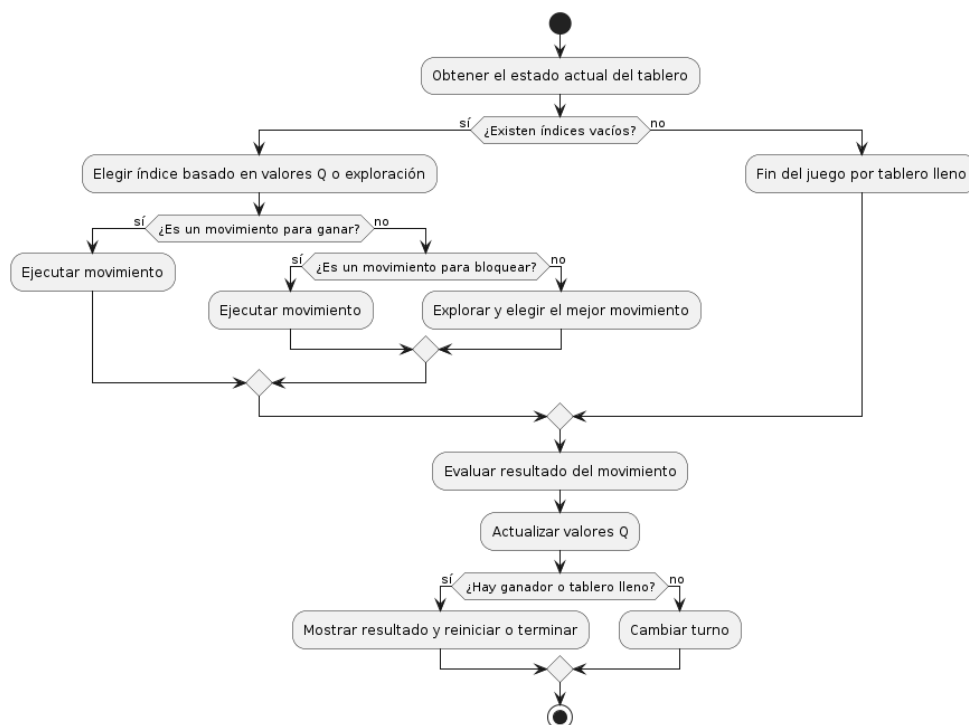 Obtener el estado actual del tablero
sí
¿Existen índices vacíos?
no
Elegir índice basado en valores Q o exploración
Fin del juego por tablero lleno
sí
¿Es un movimiento para ganar?
no
Ejecutar movimiento
sí
¿Es un movimiento para bloquear?
no
Ejecutar movimiento
Explorar y elegir el mejor movimiento
Evaluar resultado del movimiento
Actualizar valores Q
sí
¿Hay ganador o tablero lleno?
no
Mostrar resultado y reiniciar o terminar
Cambiar turno